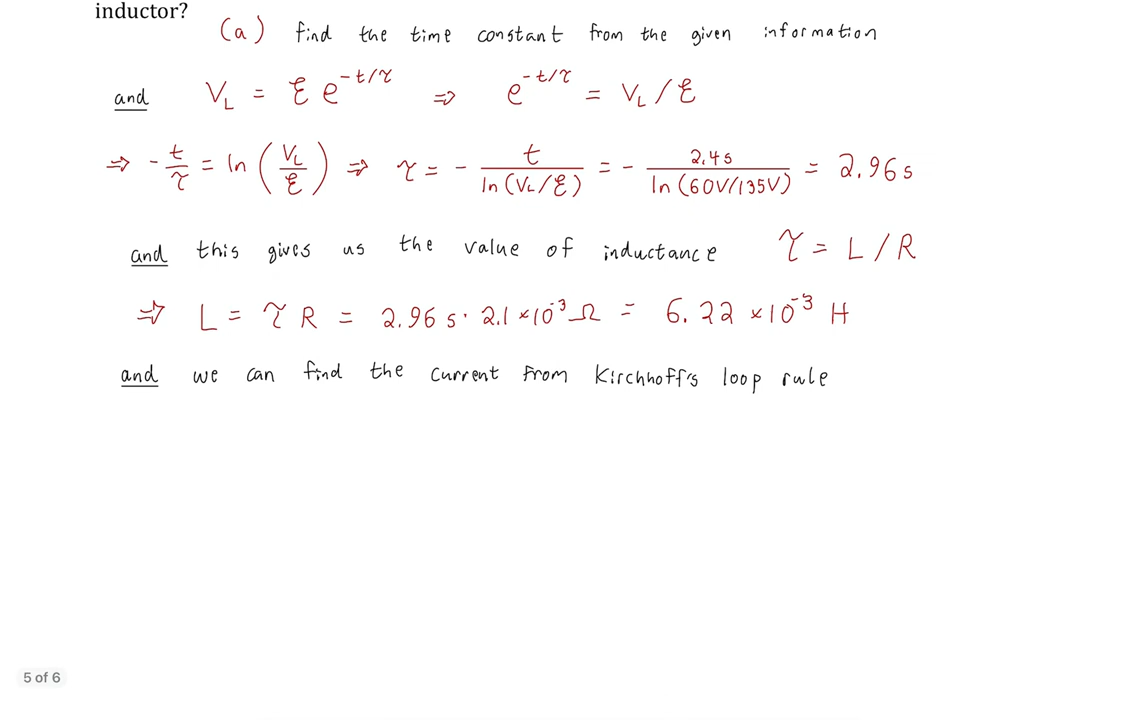 inductor?
(a) find the time constant from the given information
and V_L = ℰ e^{-t/τ} ⇒ e^{-t/τ} = V_L / ℰ
⇒ -t/τ = ln (V_L/ℰ) ⇒ τ = - t/ln (V_L/ℰ) = - 2.4s/ln (60V/135V) = 2.96 s
and this gives us the value of inductance τ = L / R
⇒ L = τ R = 2.96 s · 2.1 × 10^{-3} Ω = 6.22 × 10^{-3} H
and we can find the current from Kirchhoff's loop rule
5 of 6